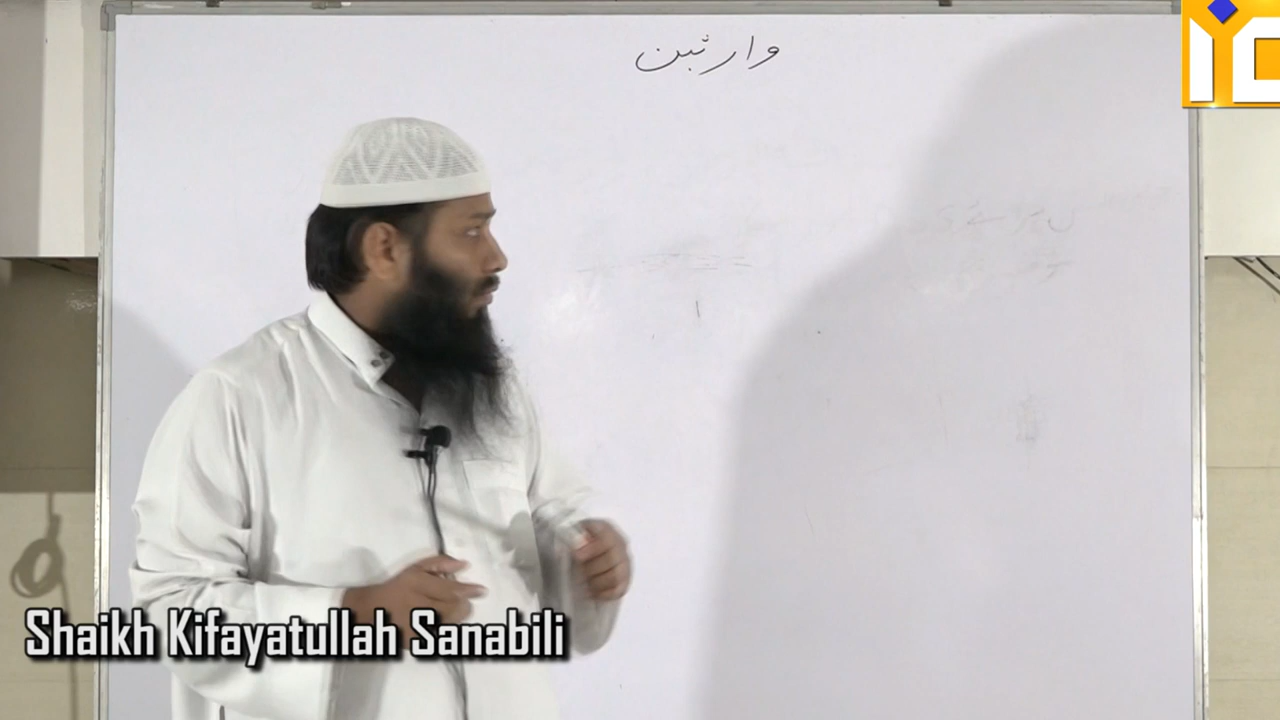 وارثین
Shaikh Kifayatullah Sanabili